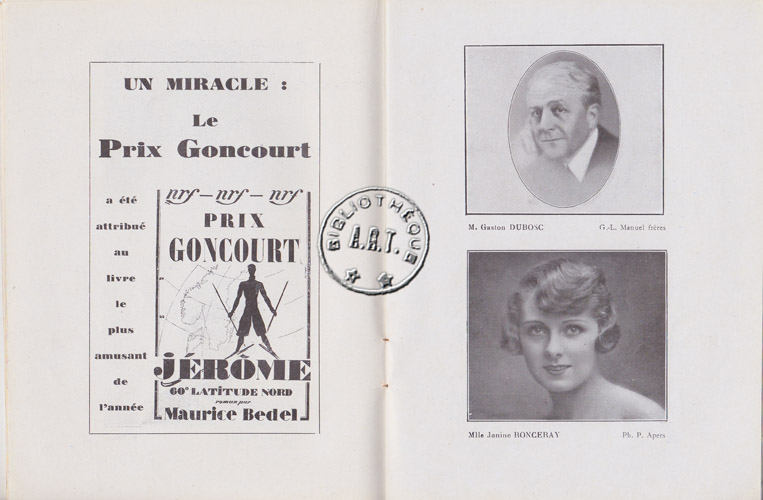 UN MIRACLE :
Le
Prix Goncourt
a été
attribué
au
livre
le
plus
amusant
de
l'année
nrf — nrf — nrf
PRIX
GONCOURT
JÉRÔME
60° LATITUDE NORD
roman par
Maurice Bedel
BIBLIOTHÈQUE
A.R.T.
M. Gaston DUBOSC
G.-L. Manuel frères
Mlle Janine RONCERAY
Ph. P. Apers